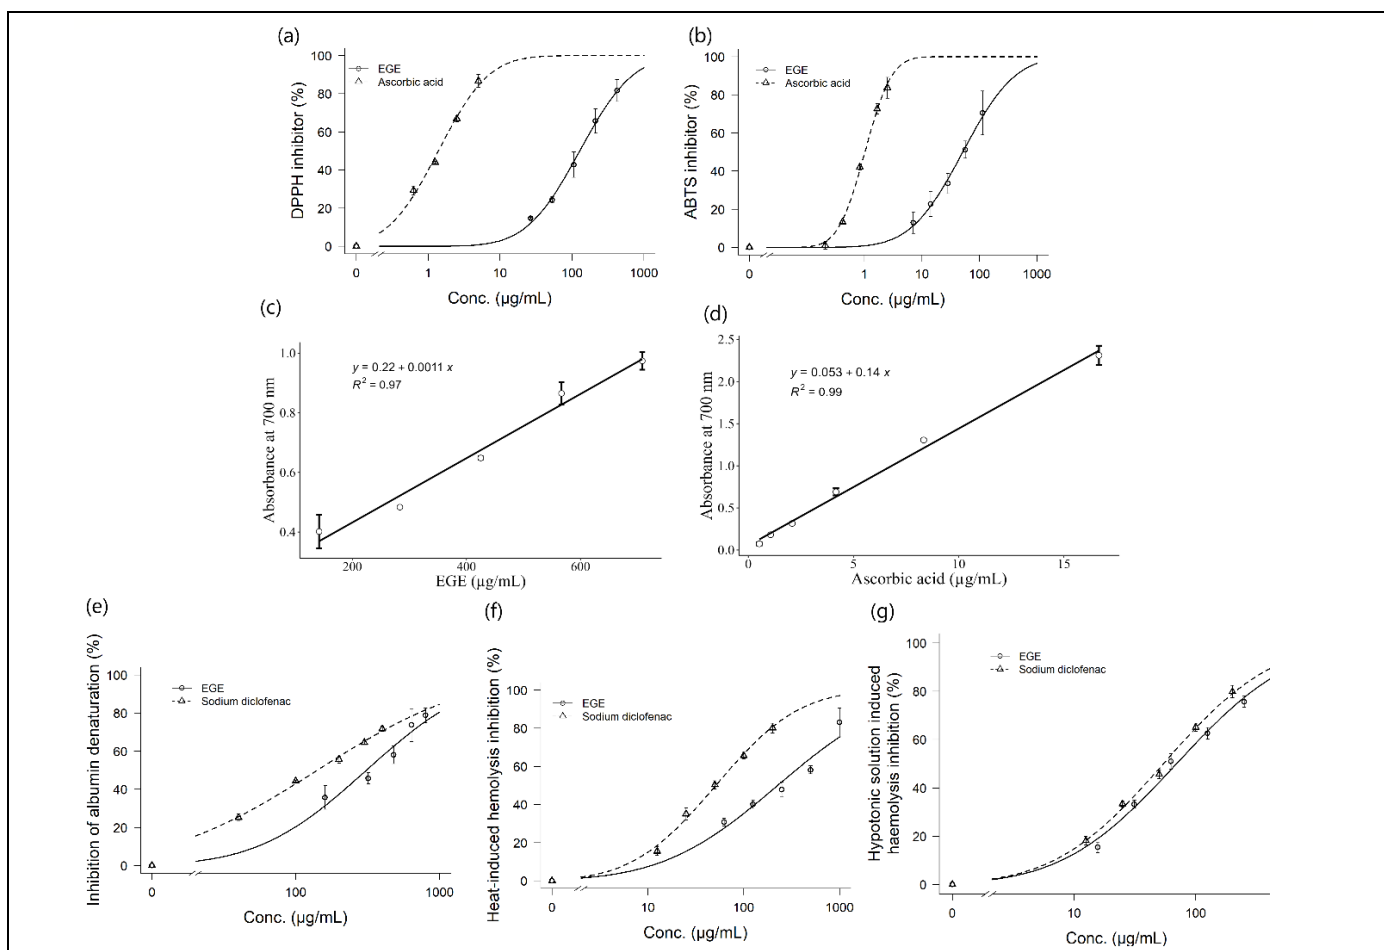 (a)
DPPH inhibitor (%)
100
80
60
40
20
0
EGE
Ascorbic acid
0
1
10
100
1000
Conc. (µg/mL)
(b)
ABTS inhibitor (%)
100
80
60
40
20
0
EGE
Ascorbic acid
0
1
10
100
1000
Conc. (µg/mL)
(c)
Absorbance at 700 nm
1.0
0.8
0.6
0.4
y = 0.22 + 0.0011 x
R² = 0.97
200
400
600
EGE (µg/mL)
(d)
Absorbance at 700 nm
2.5
2.0
1.5
1.0
0.5
0.0
y = 0.053 + 0.14 x
R² = 0.99
0
5
10
15
Ascorbic acid (µg/mL)
(e)
Inhibition of albumin denaturation (%)
100
80
60
40
20
0
EGE
Sodium diclofenac
0
100
1000
Conc. (µg/mL)
(f)
Heat-induced hemolysis inhibition (%)
100
80
60
40
20
0
EGE
Sodium diclofenac
0
10
100
1000
Conc. (µg/mL)
(g)
Hypotonic solution induced
haemolysis inhibition (%)
100
80
60
40
20
0
EGE
Sodium diclofenac
0
10
100
Conc. (µg/mL)